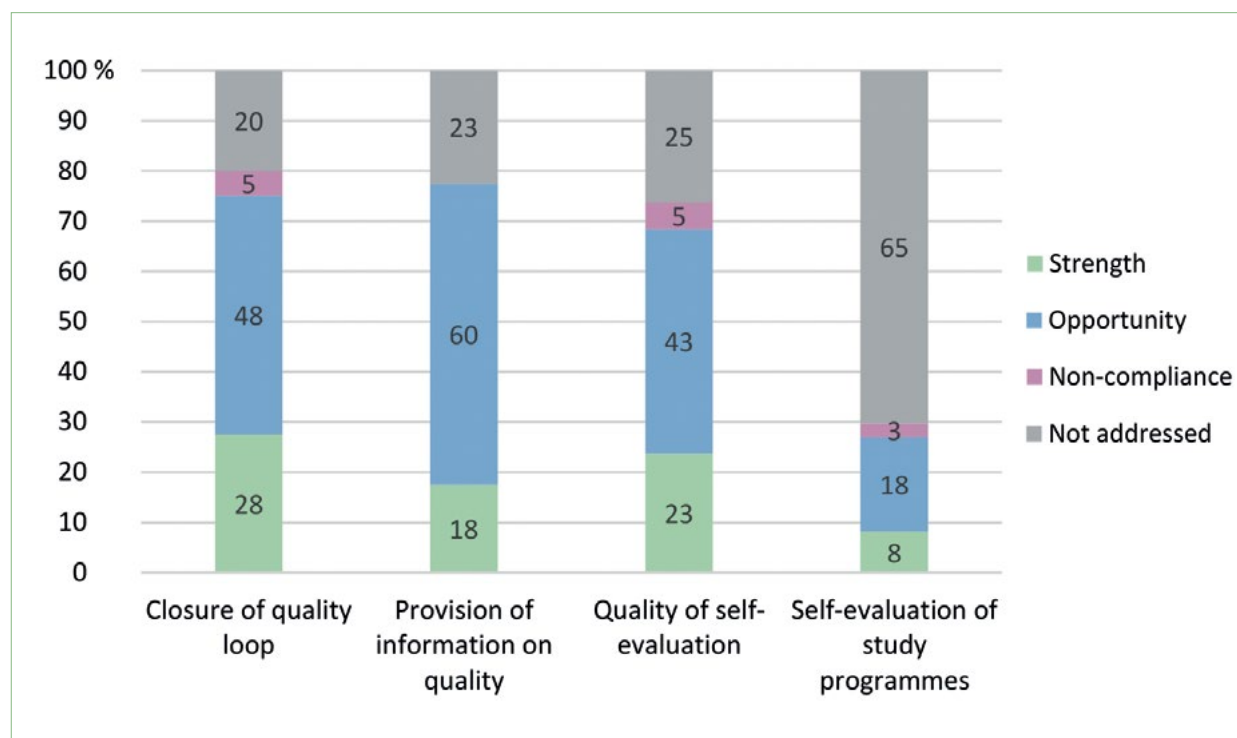 100 %
90
80
70
60
50
40
30
20
10
0
20
5
48
28
23
60
18
25
5
43
23
65
3
18
8
Closure of quality
loop
Provision of
information on
quality
Quality of self-
evaluation
Self-evaluation of
study
programmes
Strength
Opportunity
Non-compliance
Not addressed